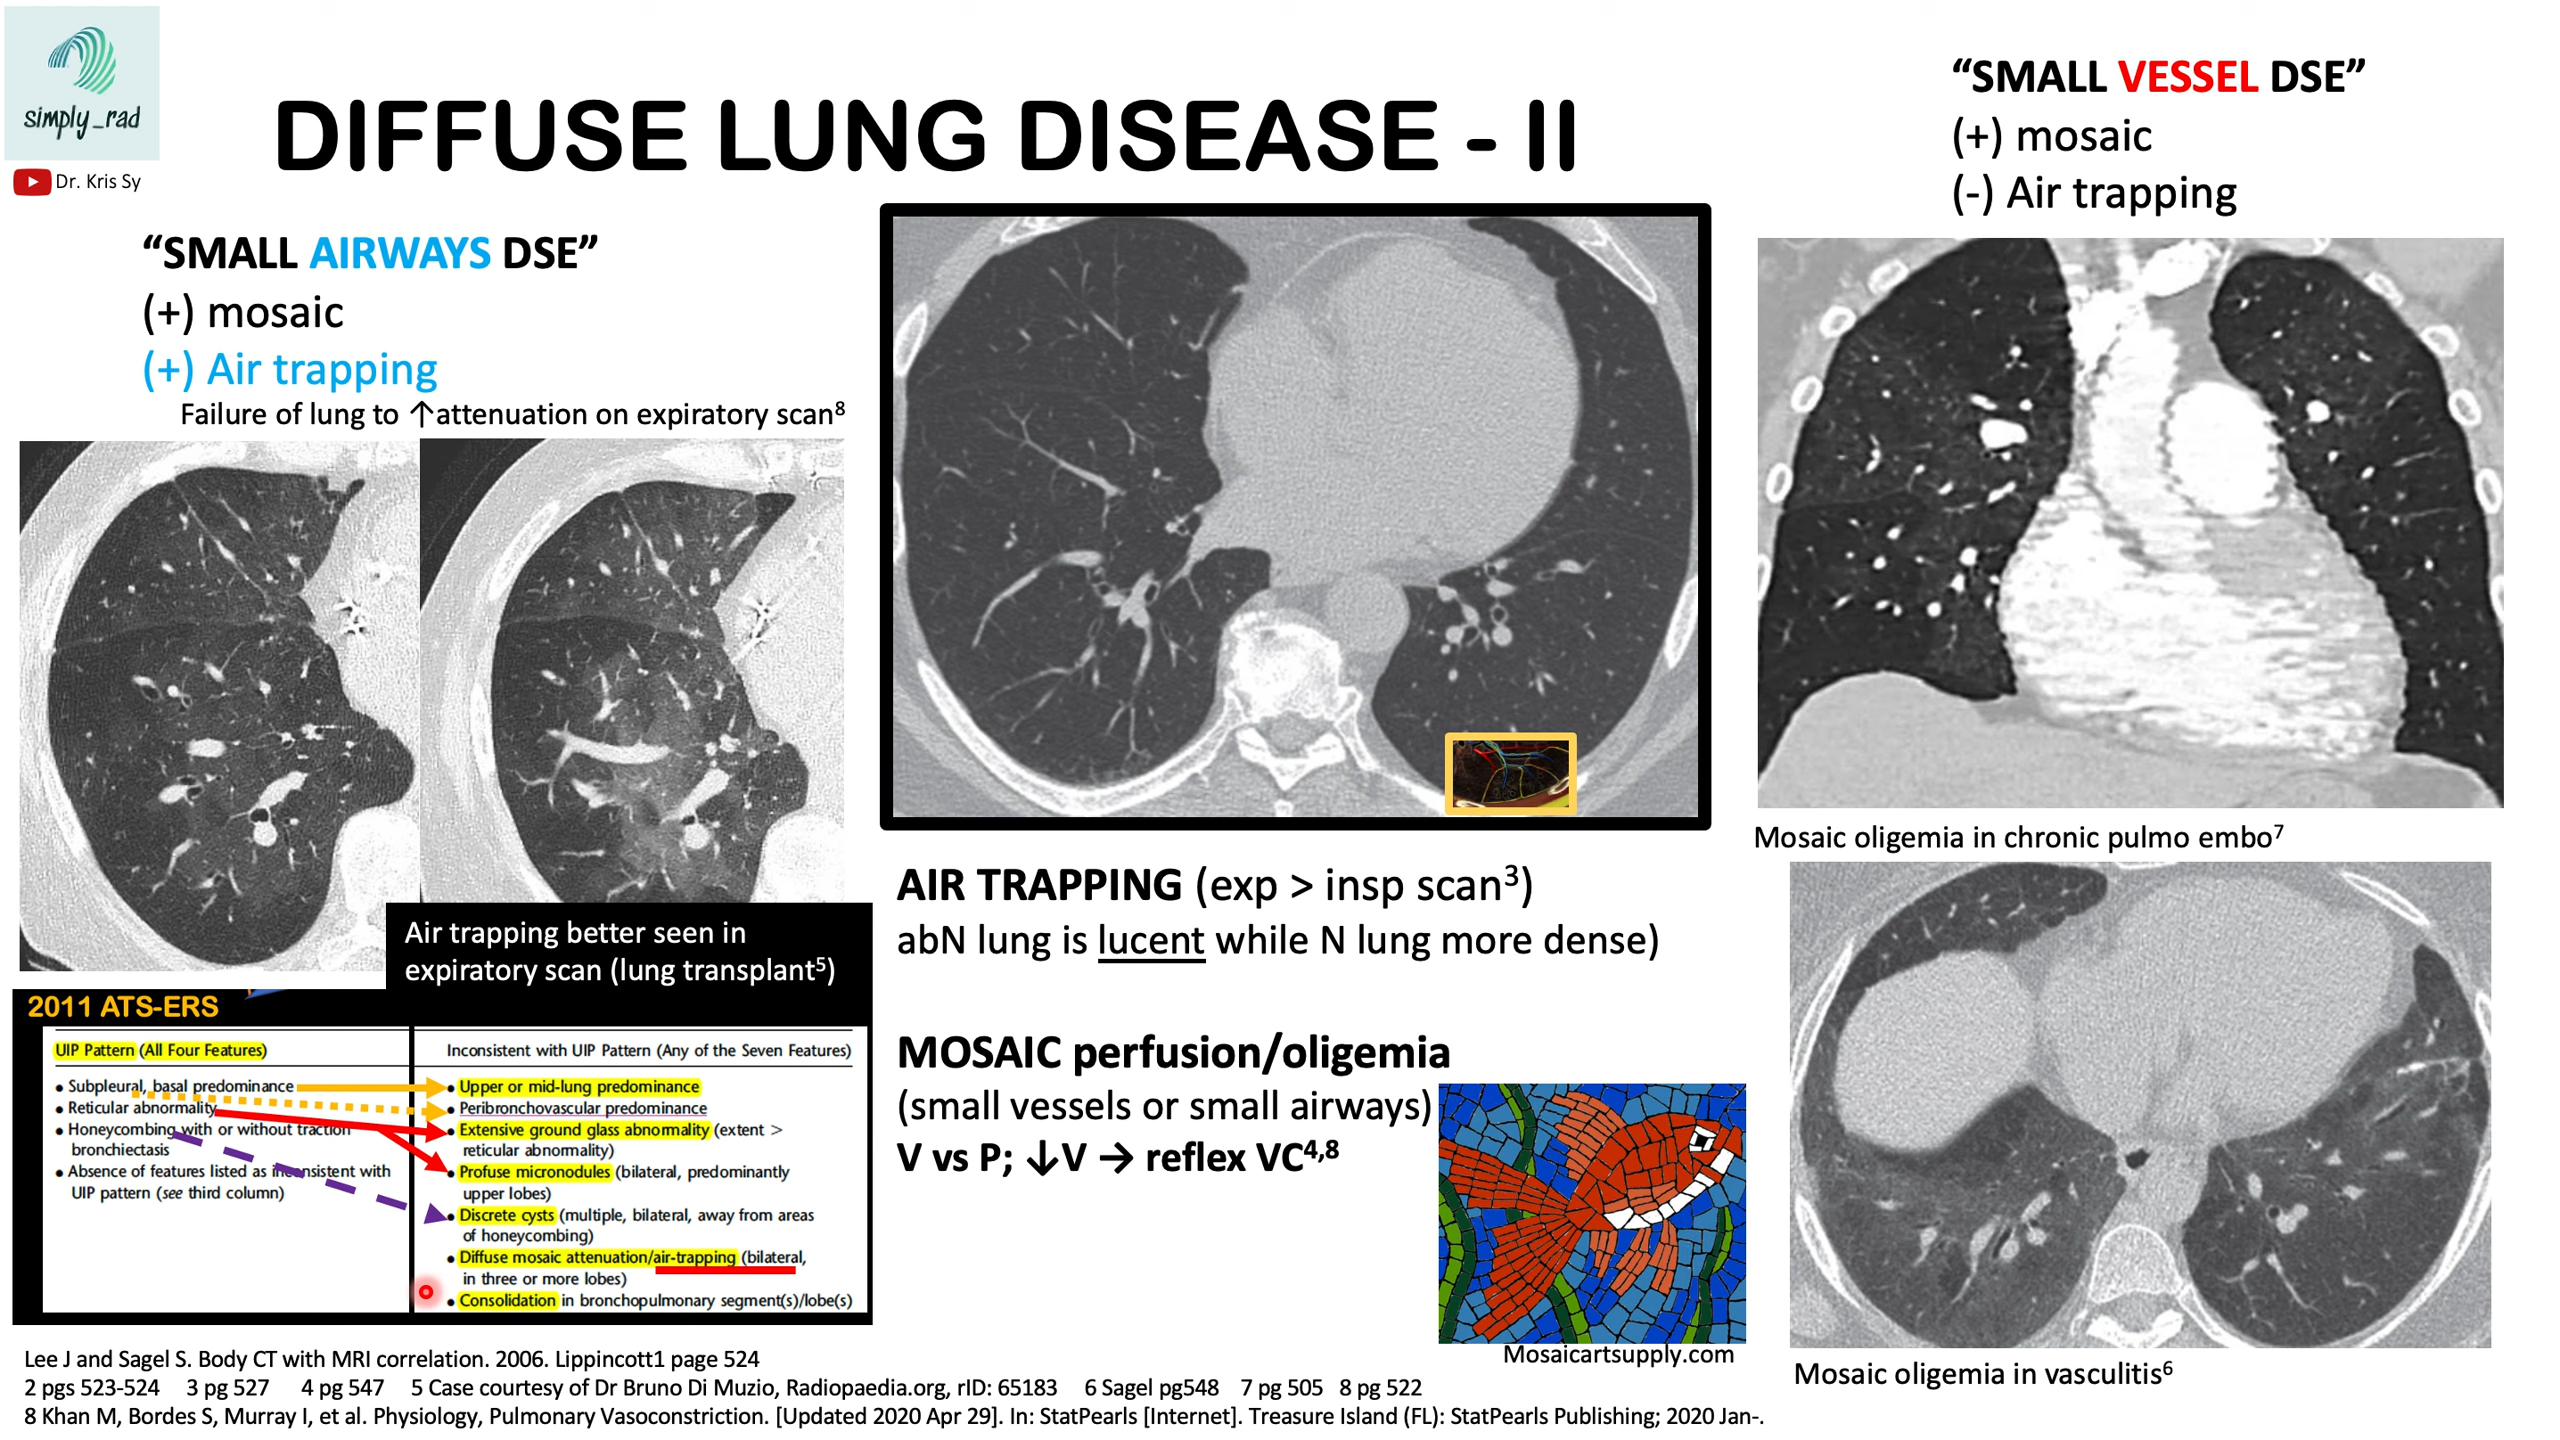 simply_rad
Dr. Kris Sy
DIFFUSE LUNG DISEASE - II
“SMALL AIRWAYS DSE”
(+) mosaic
(+) Air trapping
Failure of lung to ↑attenuation on expiratory scan⁸
Air trapping better seen in
expiratory scan (lung transplant⁵)
2011 ATS-ERS
UIP Pattern (All Four Features)
• Subpleural, basal predominance
• Reticular abnormality
• Honeycombing with or without traction
bronchiectasis
• Absence of features listed as inconsistent with
UIP pattern (see third column)
Inconsistent with UIP Pattern (Any of the Seven Features)
• Upper or mid-lung predominance
• Peribronchovascular predominance
• Extensive ground glass abnormality (extent >
reticular abnormality)
• Profuse micronodules (bilateral, predominantly
upper lobes)
• Discrete cysts (multiple, bilateral, away from areas
of honeycombing)
• Diffuse mosaic attenuation/air-trapping (bilateral,
in three or more lobes)
• Consolidation in bronchopulmonary segment(s)/lobe(s)
AIR TRAPPING (exp > insp scan³)
abN lung is lucent while N lung more dense)
MOSAIC perfusion/oligemia
(small vessels or small airways)
V vs P; ↓V → reflex VC⁴,⁸
Mosaicartsupply.com
“SMALL VESSEL DSE”
(+) mosaic
(-) Air trapping
Mosaic oligemia in chronic pulmo embo⁷
Mosaic oligemia in vasculitis⁶
Lee J and Sagel S. Body CT with MRI correlation. 2006. Lippincott1 page 524
2 pgs 523-524 3 pg 527 4 pg 547 5 Case courtesy of Dr Bruno Di Muzio, Radiopaedia.org, rID: 65183 6 Sagel pg548 7 pg 505 8 pg 522
8 Khan M, Bordes S, Murray I, et al. Physiology, Pulmonary Vasoconstriction. [Updated 2020 Apr 29]. In: StatPearls [Internet]. Treasure Island (FL): StatPearls Publishing; 2020 Jan-.